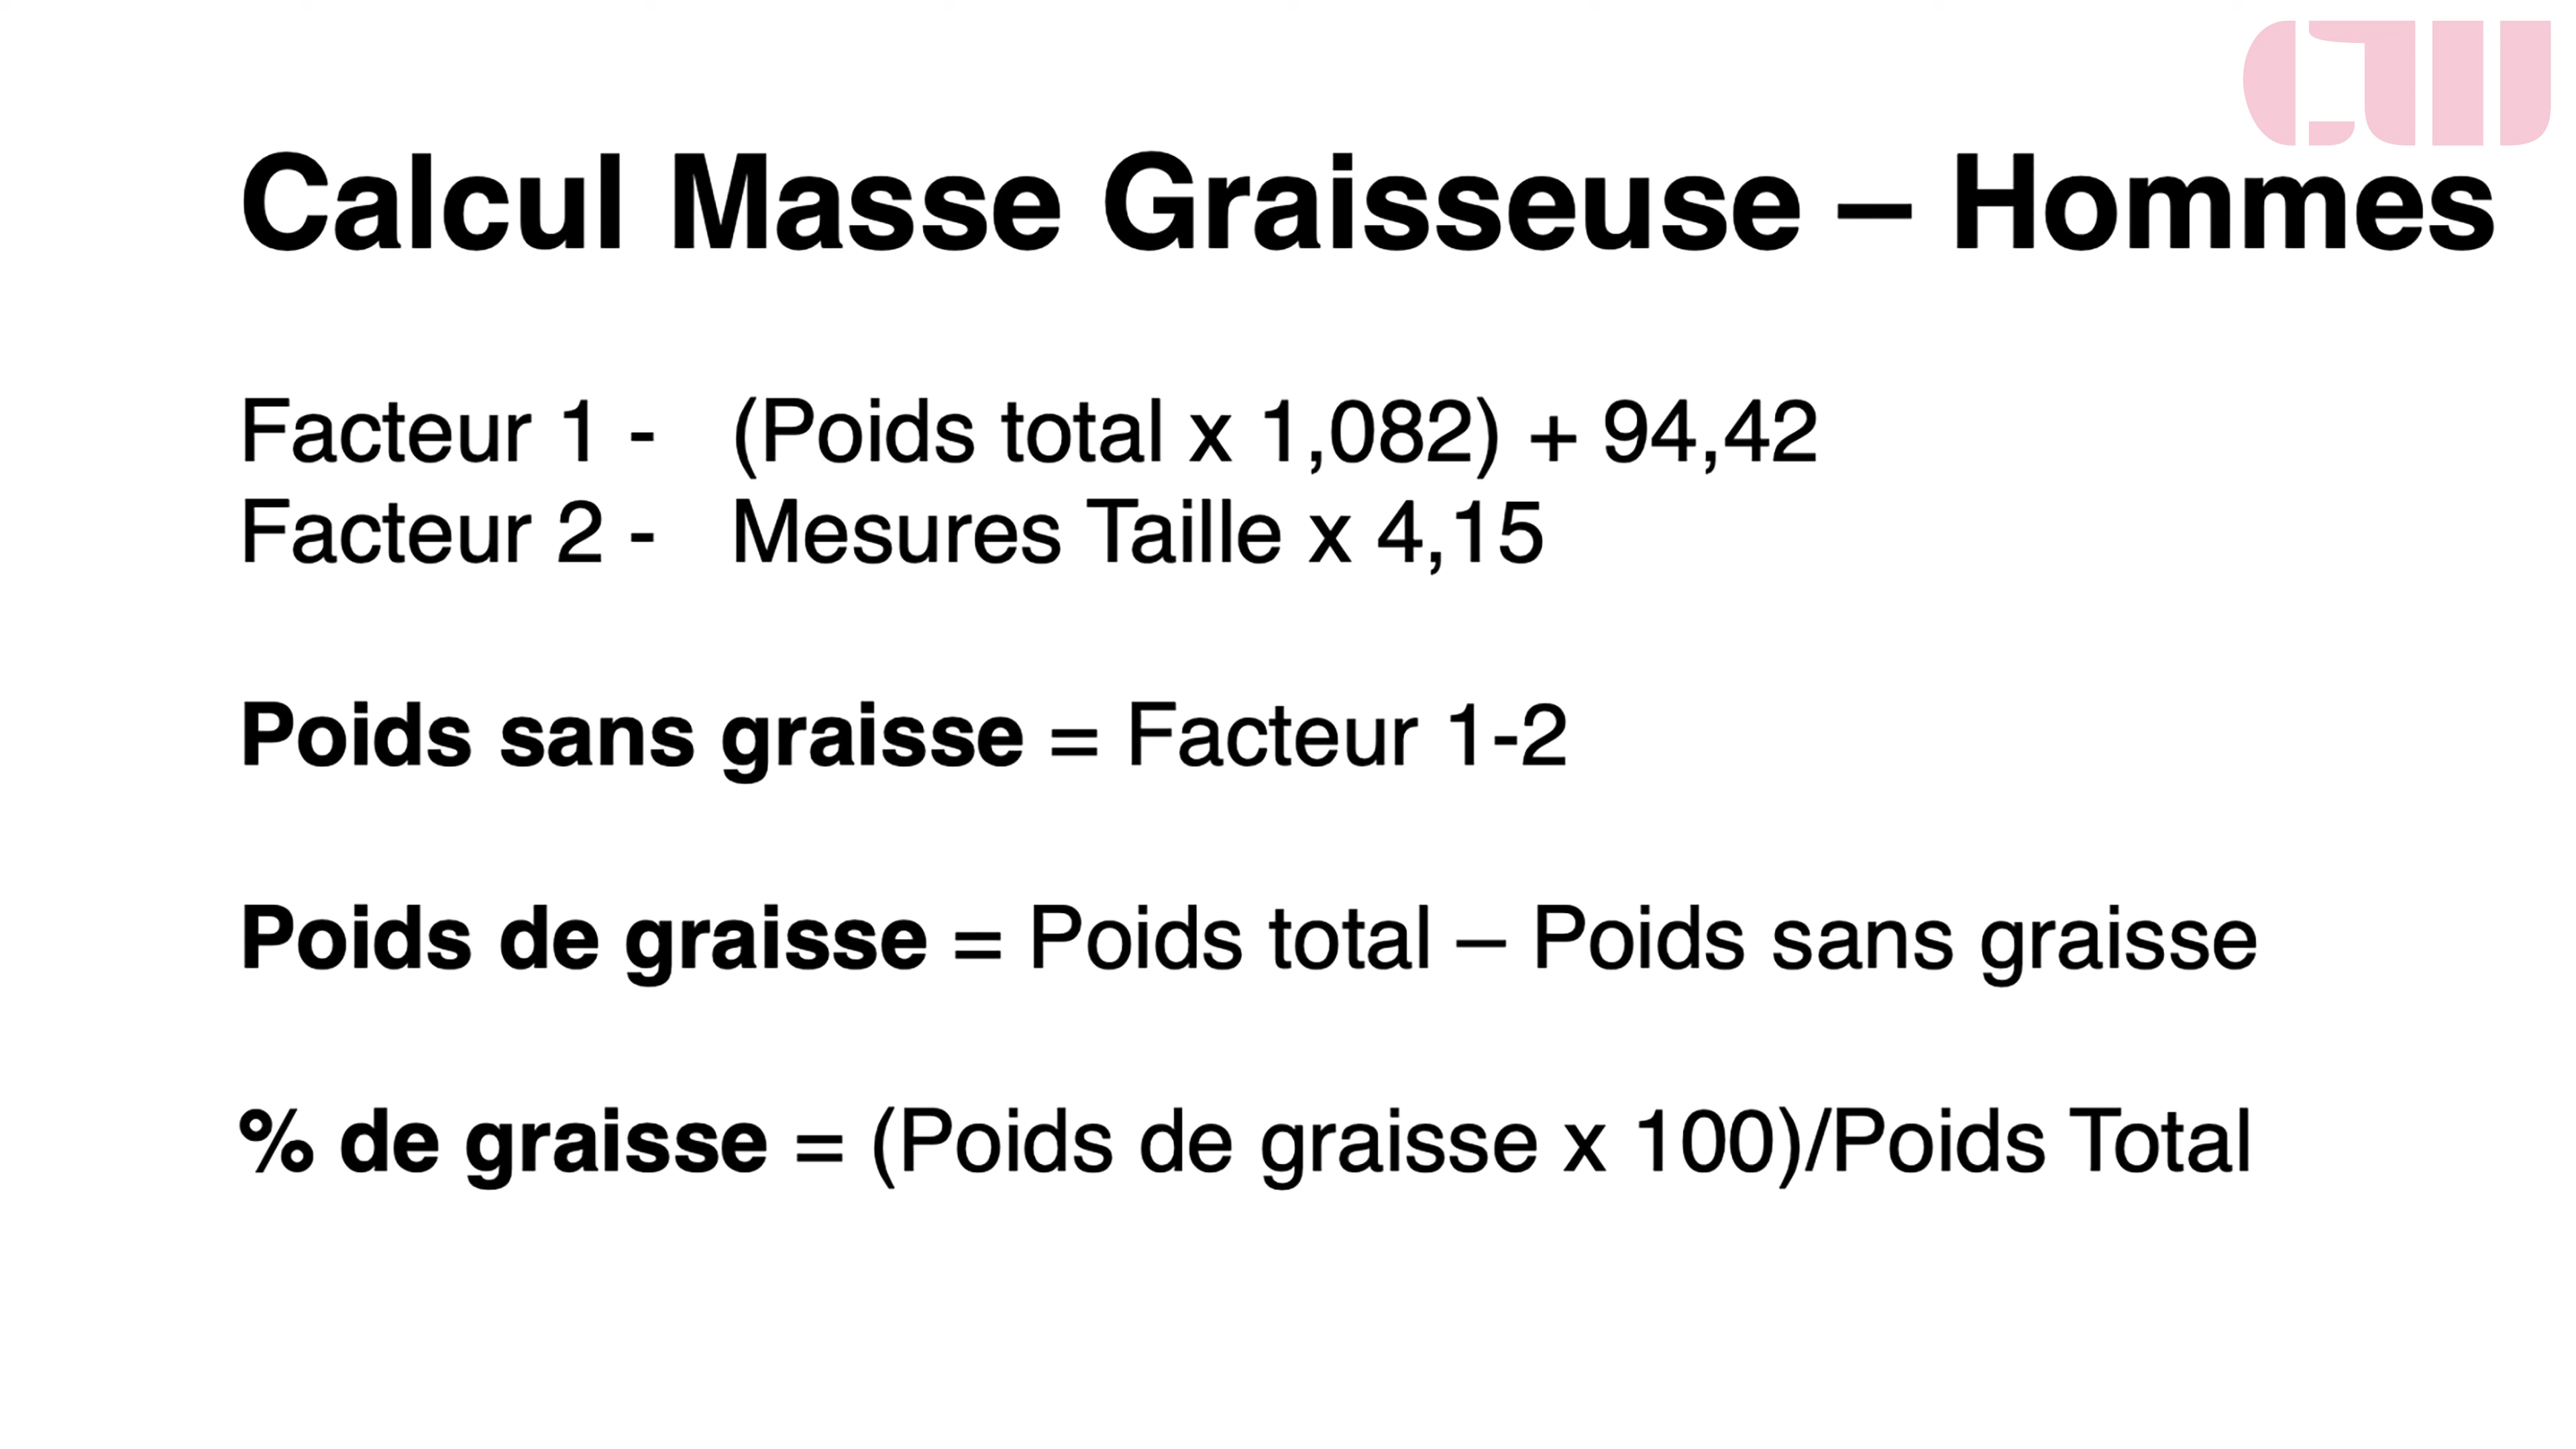 Calcul Masse Graisseuse – Hommes
Facteur 1 - (Poids total x 1,082) + 94,42
Facteur 2 - Mesures Taille x 4,15
Poids sans graisse = Facteur 1-2
Poids de graisse = Poids total – Poids sans graisse
% de graisse = (Poids de graisse x 100)/Poids Total